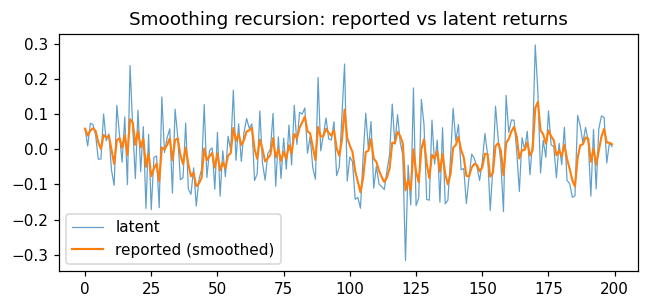 Smoothing recursion: reported vs latent returns
0.3
0.2
0.1
0.0
−0.1
−0.2
−0.3
latent
reported (smoothed)
0 25 50 75 100 125 150 175 200